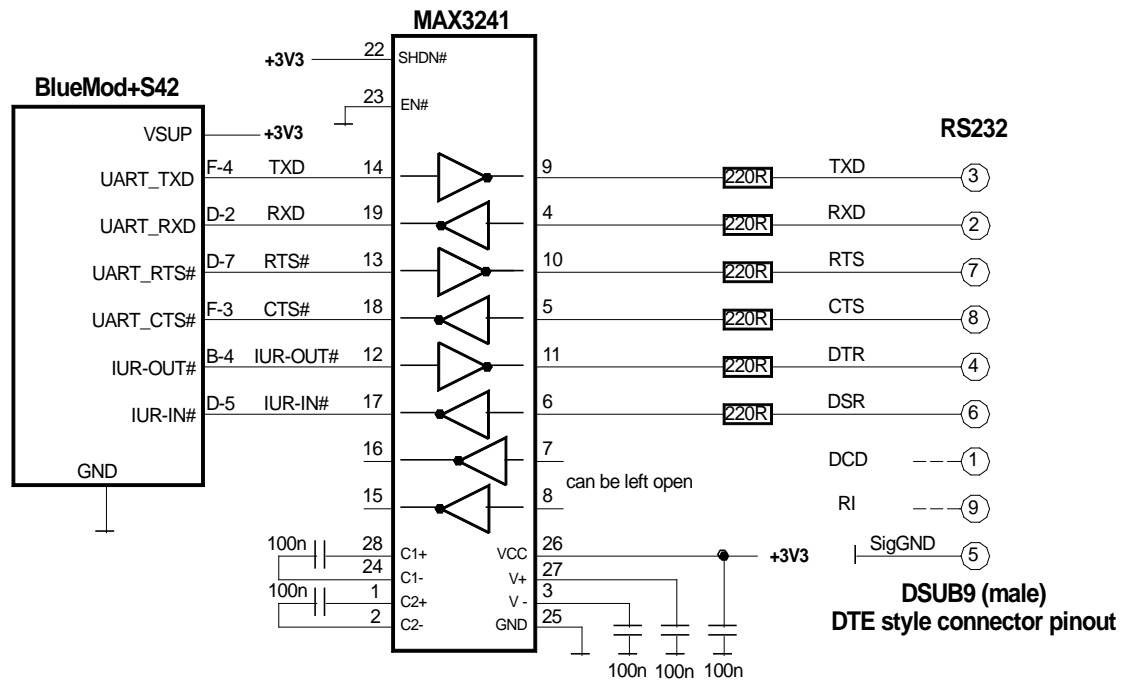 MAX3241
+3V3 22 SHDN#
BlueMod+S42
23 EN#
RS232
VSUP +3V3
UART_TXD F-4 TXD 14 9 220R TXD 3
UART_RXD D-2 RXD 19 4 220R RXD 2
UART_RTS# D-7 RTS# 13 10 220R RTS 7
UART_CTS# F-3 CTS# 18 5 220R CTS 8
IUR-OUT# B-4 IUR-OUT# 12 11 220R DTR 4
IUR-IN# D-5 IUR-IN# 17 6 220R DSR 6
16 7 DCD 1
GND
can be left open
15 8 RI 9
100n 28 C1+ VCC 26 +3V3 SigGND 5
24 C1- V+ 27
100n 1 C2+ V - 3
2 C2- GND 25
DSUB9 (male)
DTE style connector pinout
100n 100n 100n